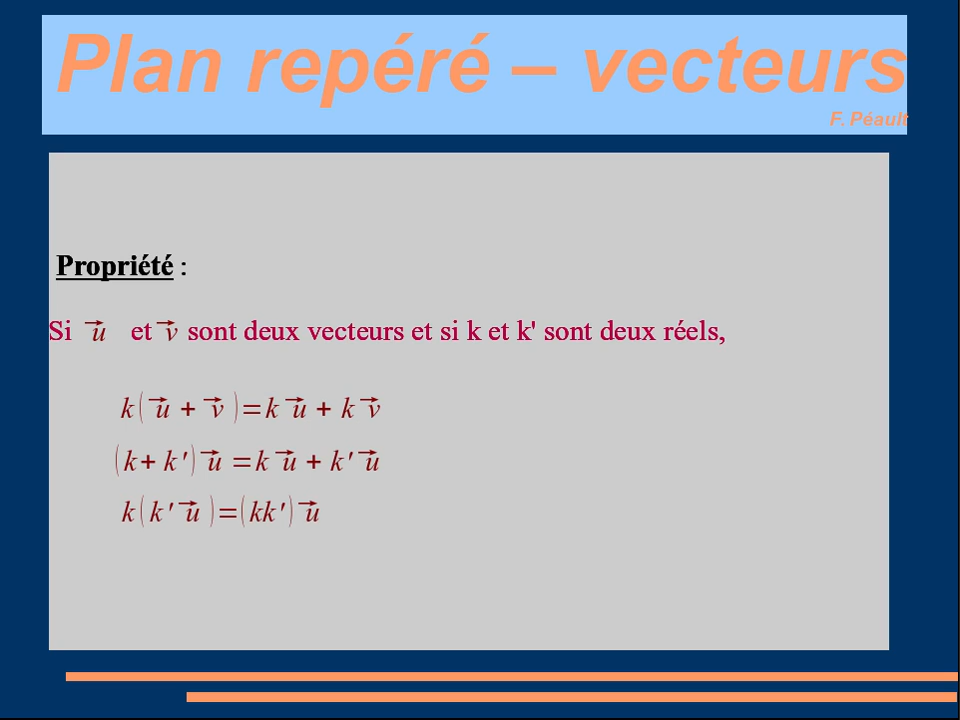 Plan repéré – vecteurs
F. Péault
Propriété :
Si u⃗ et v⃗ sont deux vecteurs et si k et k' sont deux réels,
k(u⃗ + v⃗)=k u⃗ + k v⃗
(k+ k')u⃗ =k u⃗ + k' u⃗
k(k' u⃗)=(kk')u⃗